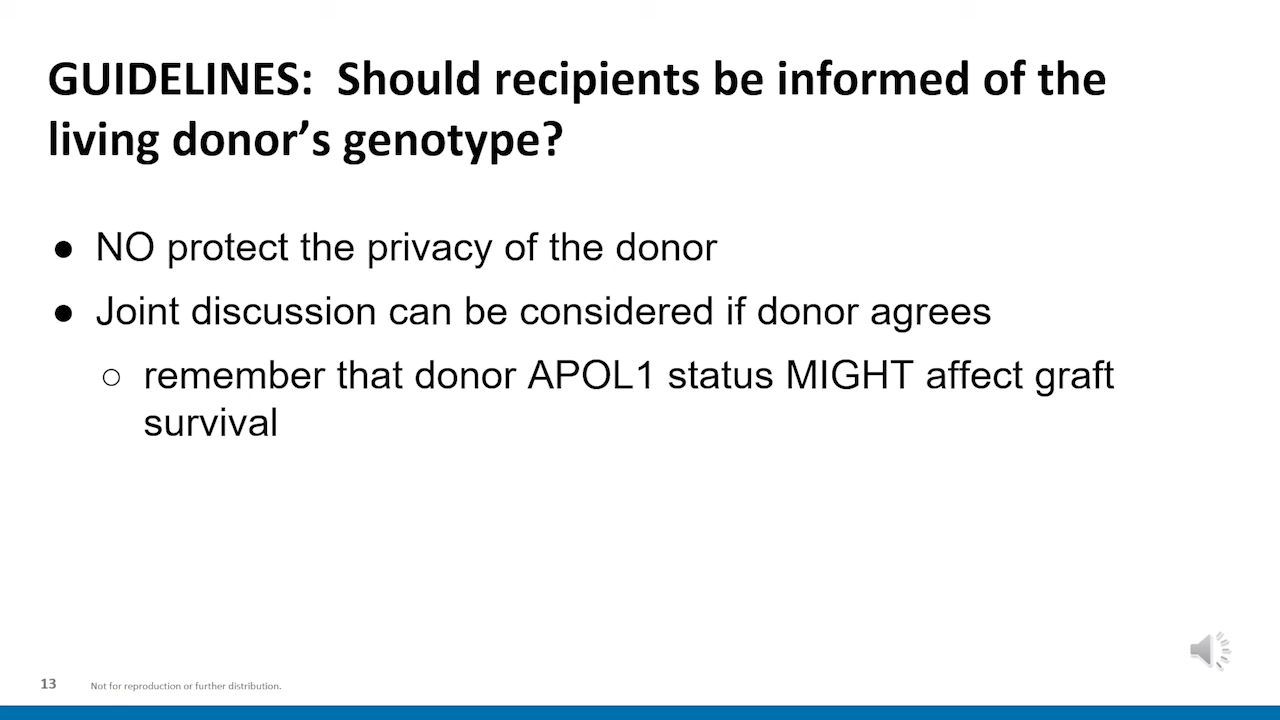 GUIDELINES:  Should recipients be informed of the
living donor’s genotype?
● NO protect the privacy of the donor
● Joint discussion can be considered if donor agrees
○ remember that donor APOL1 status MIGHT affect graft
survival
13 Not for reproduction or further distribution.